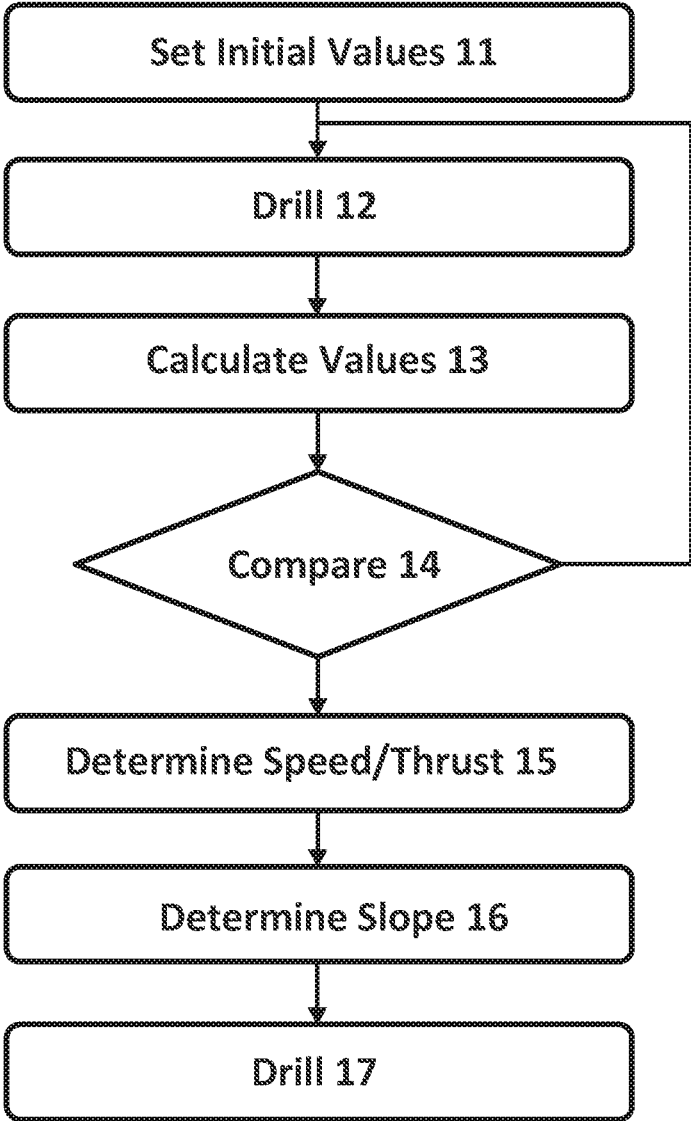 Set Initial Values 11
Drill 12
Calculate Values 13
Compare 14
Determine Speed/Thrust 15
Determine Slope 16
Drill 17